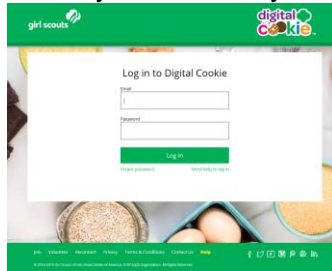 girl scouts
digital
cookie
Log in to Digital Cookie
Email
Password
Log in
Forgot password
Need help to log in
Join Volunteer Reconnect Privacy Terms & Conditions Contact Us Help